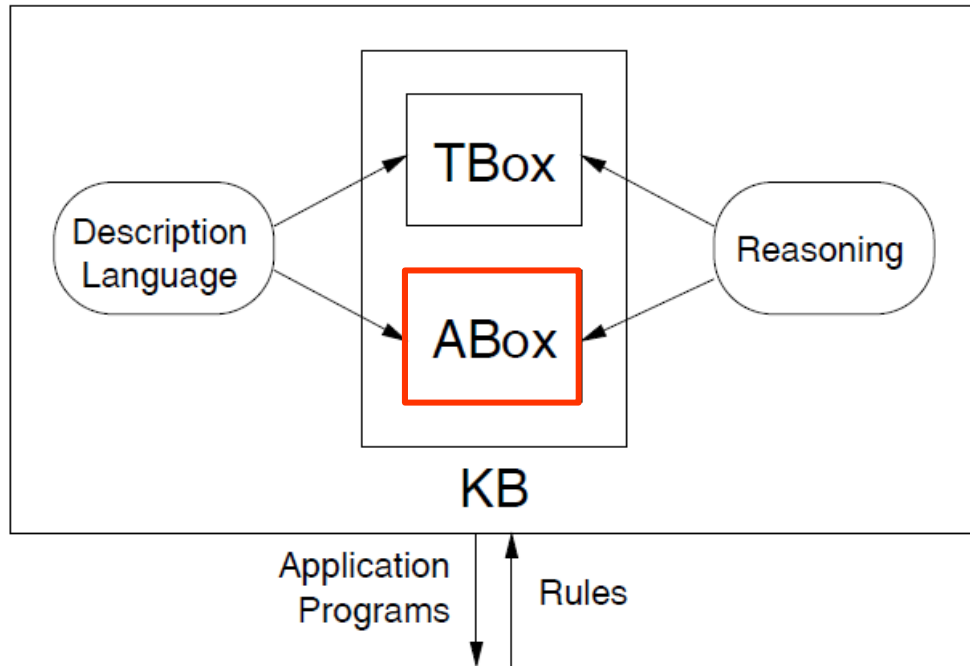 TBox
Description
Language
Reasoning
ABox
KB
Application
Programs
Rules